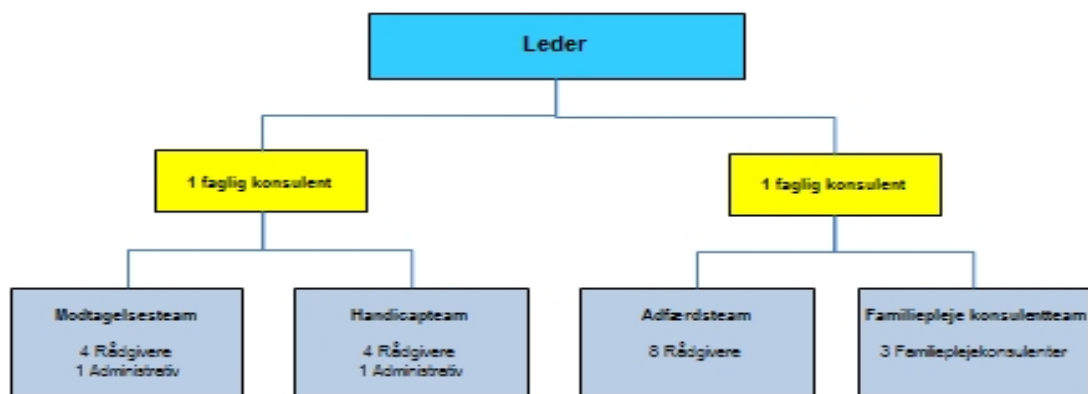 Leder
1 faglig konsulent
1 faglig konsulent
Modtagelsesteam
4 Rådgivere
1 Administrativ
Handicapteam
4 Rådgivere
1 Administrativ
Adfærdsteam
8 Rådgivere
Familiepleje konsulentteam
3 Familieplejekonsulenter